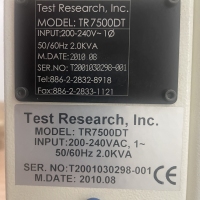 Test Research, Inc.
MODEL: TR7500DT
INPUT:200-240V~ 1Ø
50/60Hz 2.0KVA
M.DATE: 2010 08
SER.NO: T2001030298-001
Tel:886-2-2832-8918
Fax:886-2-2833-1121
Test Research, Inc.
MODEL: TR7500DT
INPUT:200-240VAC, 1~
50/60Hz 2.0KVA
SER. NO:T2001030298-001
M.DATE: 2010.08